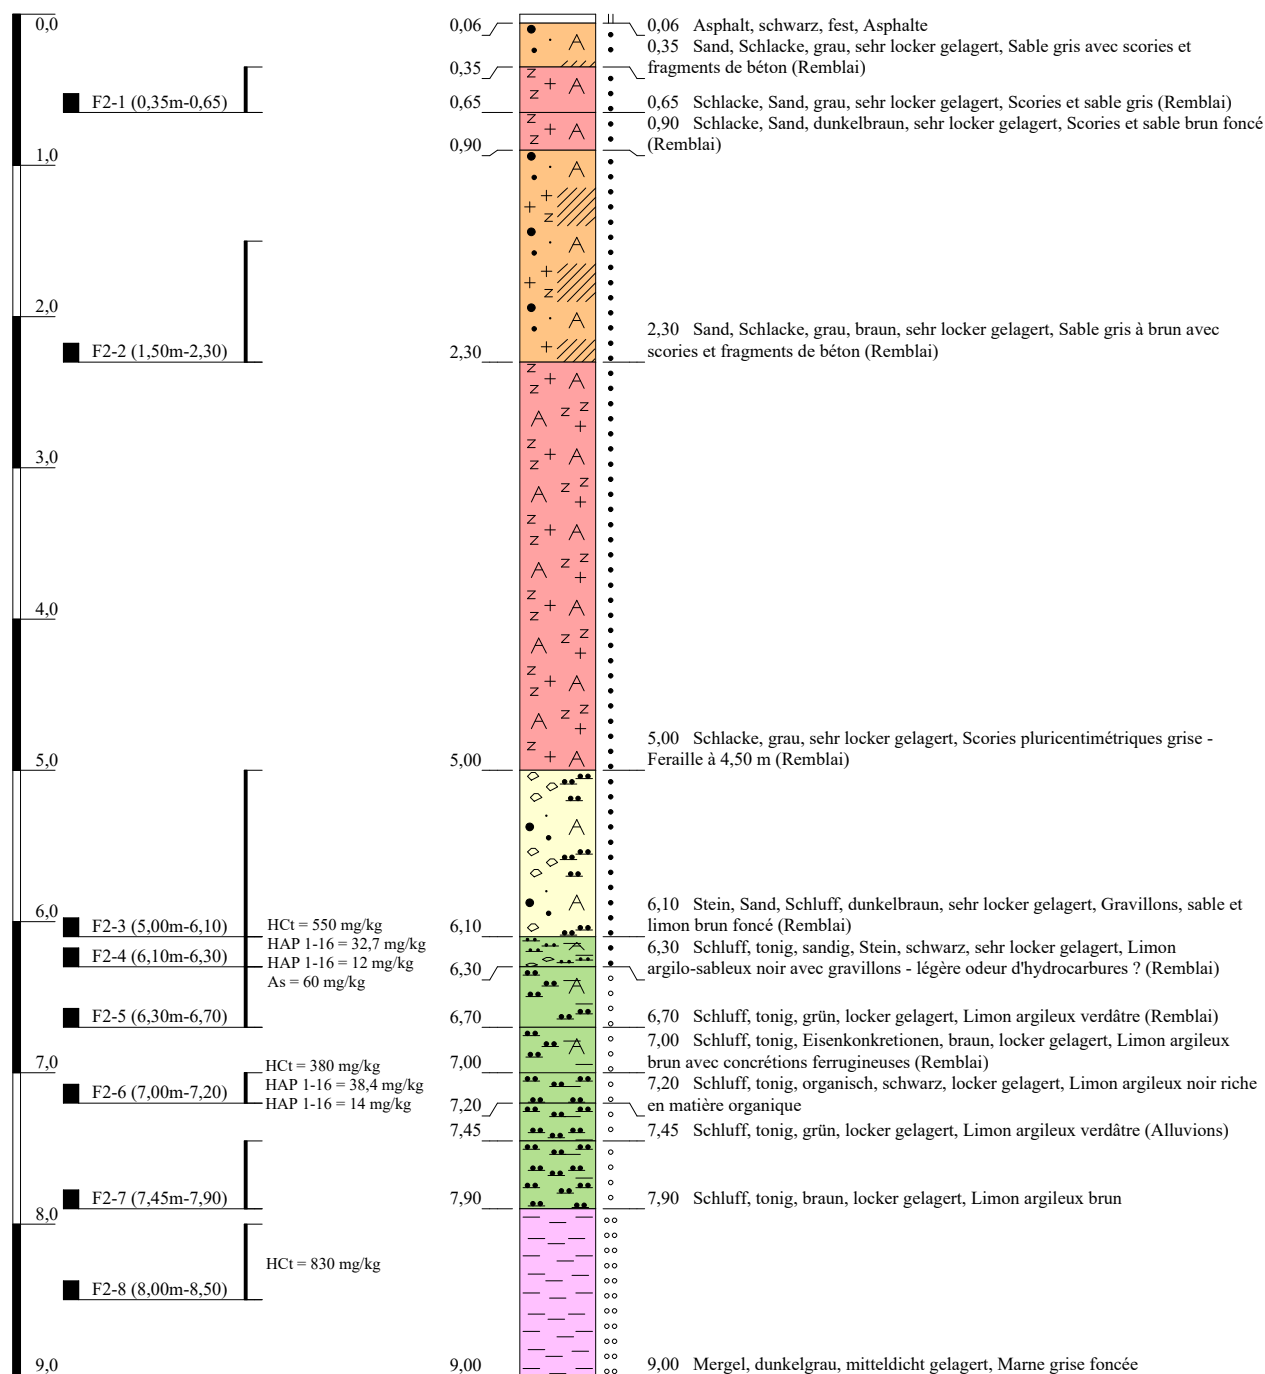 0,0
0,06
0,06 Asphalt, schwarz, fest, Asphalte
0,35 Sand, Schlacke, grau, sehr locker gelagert, Sable gris avec scories et
fragments de béton (Remblai)
0,35
F2-1 (0,35m-0,65)
0,65
0,65 Schlacke, Sand, grau, sehr locker gelagert, Scories et sable gris (Remblai)
0,90 Schlacke, Sand, dunkelbraun, sehr locker gelagert, Scories et sable brun foncé
(Remblai)
0,90
1,0
2,0
F2-2 (1,50m-2,30)
2,30
2,30 Sand, Schlacke, grau, braun, sehr locker gelagert, Sable gris à brun avec
scories et fragments de béton (Remblai)
3,0
4,0
5,0
5,00
5,00 Schlacke, grau, sehr locker gelagert, Scories pluricentimétriques grise -
Feraille à 4,50 m (Remblai)
6,0
F2-3 (5,00m-6,10)
HCt = 550 mg/kg
6,10
6,10 Stein, Sand, Schluff, dunkelbraun, sehr locker gelagert, Gravillons, sable et
limon brun foncé (Remblai)
F2-4 (6,10m-6,30)
HAP 1-16 = 32,7 mg/kg
HAP 1-16 = 12 mg/kg
As = 60 mg/kg
6,30
6,30 Schluff, tonig, sandig, Stein, schwarz, sehr locker gelagert, Limon
argilo-sableux noir avec gravillons - légère odeur d'hydrocarbures ? (Remblai)
F2-5 (6,30m-6,70)
6,70
6,70 Schluff, tonig, grün, locker gelagert, Limon argileux verdâtre (Remblai)
7,0
7,00
7,00 Schluff, tonig, Eisenkonkretionen, braun, locker gelagert, Limon argileux
brun avec concrétions ferrugineuses (Remblai)
F2-6 (7,00m-7,20)
HCt = 380 mg/kg
HAP 1-16 = 38,4 mg/kg
HAP 1-16 = 14 mg/kg
7,20
7,20 Schluff, tonig, organisch, schwarz, locker gelagert, Limon argileux noir riche
en matière organique
7,45
7,45 Schluff, tonig, grün, locker gelagert, Limon argileux verdâtre (Alluvions)
F2-7 (7,45m-7,90)
7,90
7,90 Schluff, tonig, braun, locker gelagert, Limon argileux brun
8,0
HCt = 830 mg/kg
F2-8 (8,00m-8,50)
9,0
9,00
9,00 Mergel, dunkelgrau, mitteldicht gelagert, Marne grise foncée